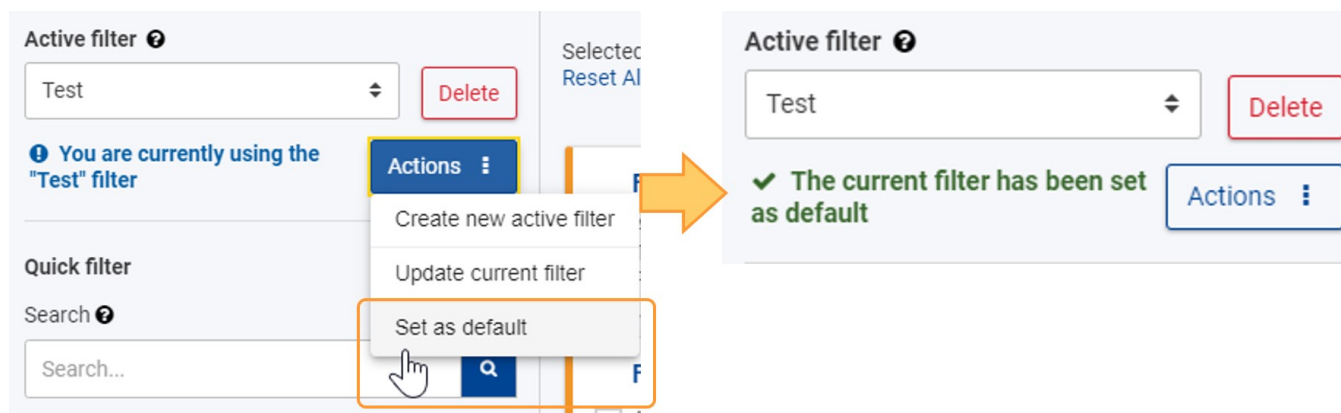 Active filter
Test
Delete
You are currently using the
"Test" filter
Actions
Create new active filter
Update current filter
Set as default
Quick filter
Search
Search...
Reset
Active filter
Test
Delete
The current filter has been set
as default
Actions